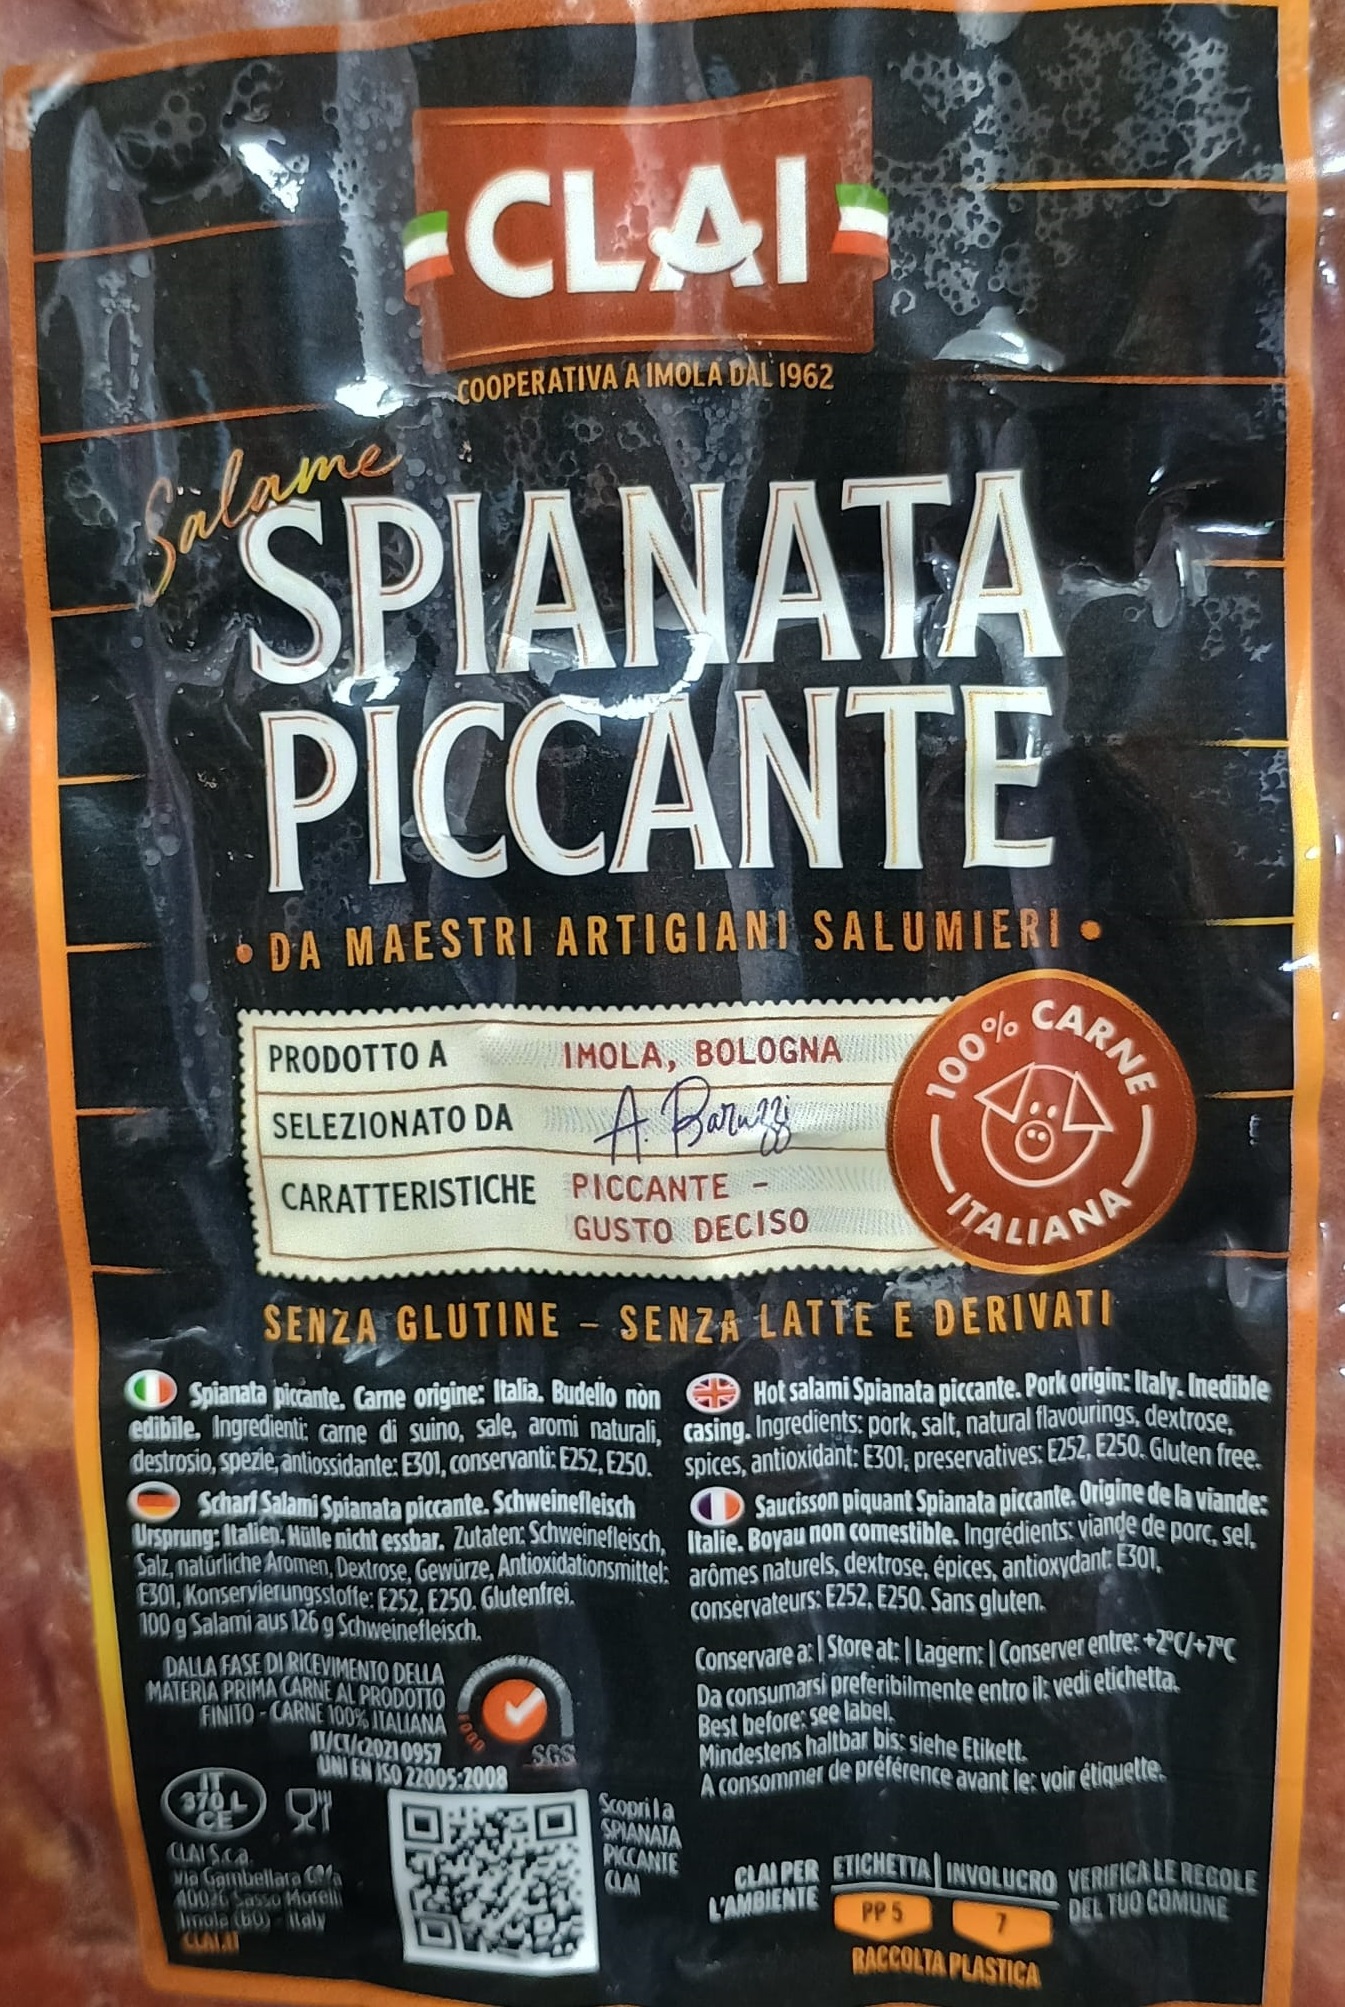 CLAI
COOPERATIVA A IMOLA DAL 1962
Salame
SPIANATA
PICCANTE
• DA MAESTRI ARTIGIANI SALUMIERI •
PRODOTTO A IMOLA, BOLOGNA
SELEZIONATO DA A. Baruzzi
CARATTERISTICHE PICCANTE -
GUSTO DECISO
100% CARNE
ITALIANA
SENZA GLUTINE – SENZA LATTE E DERIVATI
Spianata piccante. Carne origine: Italia. Budello non
edibile. Ingredienti: carne di suino, sale, aromi naturali,
destrosio, spezie, antiossidante: E301, conservanti: E252, E250.
Hot salami Spianata piccante. Pork origin: Italy. Inedible
casing. Ingredients: pork, salt, natural flavourings, dextrose,
spices, antioxidant: E301, preservatives: E252, E250. Gluten free.
Scharf Salami Spianata piccante. Schweinefleisch
Ursprung: Italien. Hülle nicht essbar. Zutaten: Schweinefleisch,
Salz, natürliche Aromen, Dextrose, Gewürze, Antioxidationsmittel:
E301, Konservierungsstoffe: E252, E250. Glutenfrei.
100 g Salami aus 126 g Schweinefleisch.
Saucisson piquant Spianata piccante. Origine de la viande:
Italie. Boyau non comestible. Ingrédients: viande de porc, sel,
arômes naturels, dextrose, épices, antioxydant: E301,
conservateurs: E252, E250. Sans gluten.
Conservare a: | Store at: | Lagern: | Conserver entre: +2°C/+7°C
Da consumarsi preferibilmente entro il: vedi etichetta.
Best before: see label.
Mindestens haltbar bis: siehe Etikett.
A consommer de préférence avant le: voir étiquette.
DALLA FASE DI RICEVIMENTO DELLA
MATERIA PRIMA CARNE AL PRODOTTO
FINITO - CARNE 100% ITALIANA
IT/CT/c2021 0957
UNI EN ISO 22005:2008
FOOD
SGS
IT
370 L
CE
CLAI S.c.a.
via Gambellara
40026 Sasso Morelli
Imola (BO) - Italy
CLAI.it
Scopri la
SPIANATA
PICCANTE
CLAI
CLAI PER
L'AMBIENTE
ETICHETTA | INVOLUCRO
PP 5
7
RACCOLTA PLASTICA
VERIFICA LE REGOLE
DEL TUO COMUNE